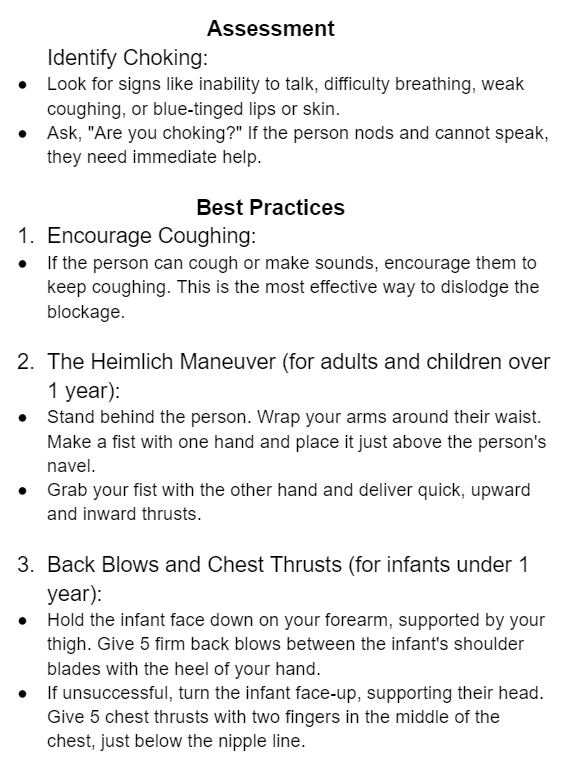 Assessment
Identify Choking:
● Look for signs like inability to talk, difficulty breathing, weak
coughing, or blue-tinged lips or skin.
● Ask, "Are you choking?" If the person nods and cannot speak,
they need immediate help.
Best Practices
1. Encourage Coughing:
● If the person can cough or make sounds, encourage them to
keep coughing. This is the most effective way to dislodge the
blockage.
2. The Heimlich Maneuver (for adults and children over
1 year):
● Stand behind the person. Wrap your arms around their waist.
Make a fist with one hand and place it just above the person's
navel.
● Grab your fist with the other hand and deliver quick, upward
and inward thrusts.
3. Back Blows and Chest Thrusts (for infants under 1
year):
● Hold the infant face down on your forearm, supported by your
thigh. Give 5 firm back blows between the infant's shoulder
blades with the heel of your hand.
● If unsuccessful, turn the infant face-up, supporting their head.
Give 5 chest thrusts with two fingers in the middle of the
chest, just below the nipple line.